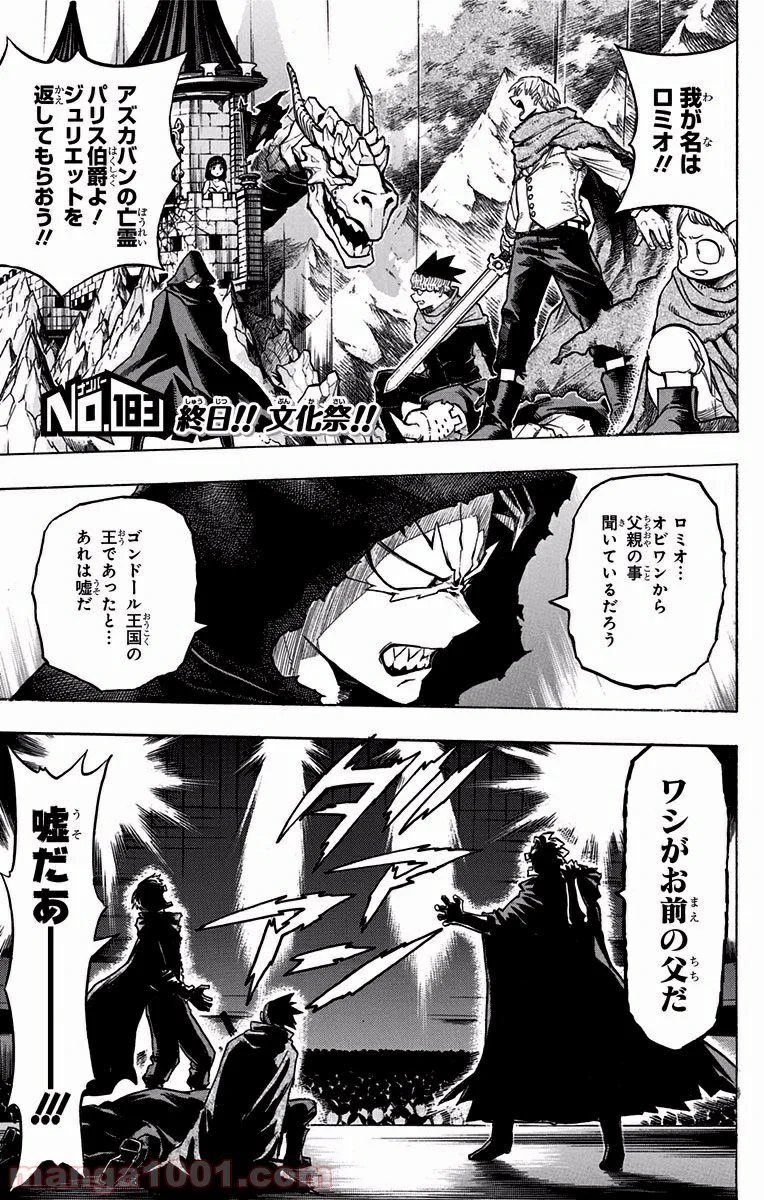 我が名は
ロミオ!!
アズカバンの亡霊
パリス伯爵よ!
ジュリエットを
返してもらおう!!
ナンバー
No.183
終日!! 文化祭!!
ロミオ…
オビワンから
父親の事
聞いているだろう
ゴンドール王国の
王であったと…
あれは嘘だ
ワシがお前の父だ
嘘だあ――!!!
manga1001.com